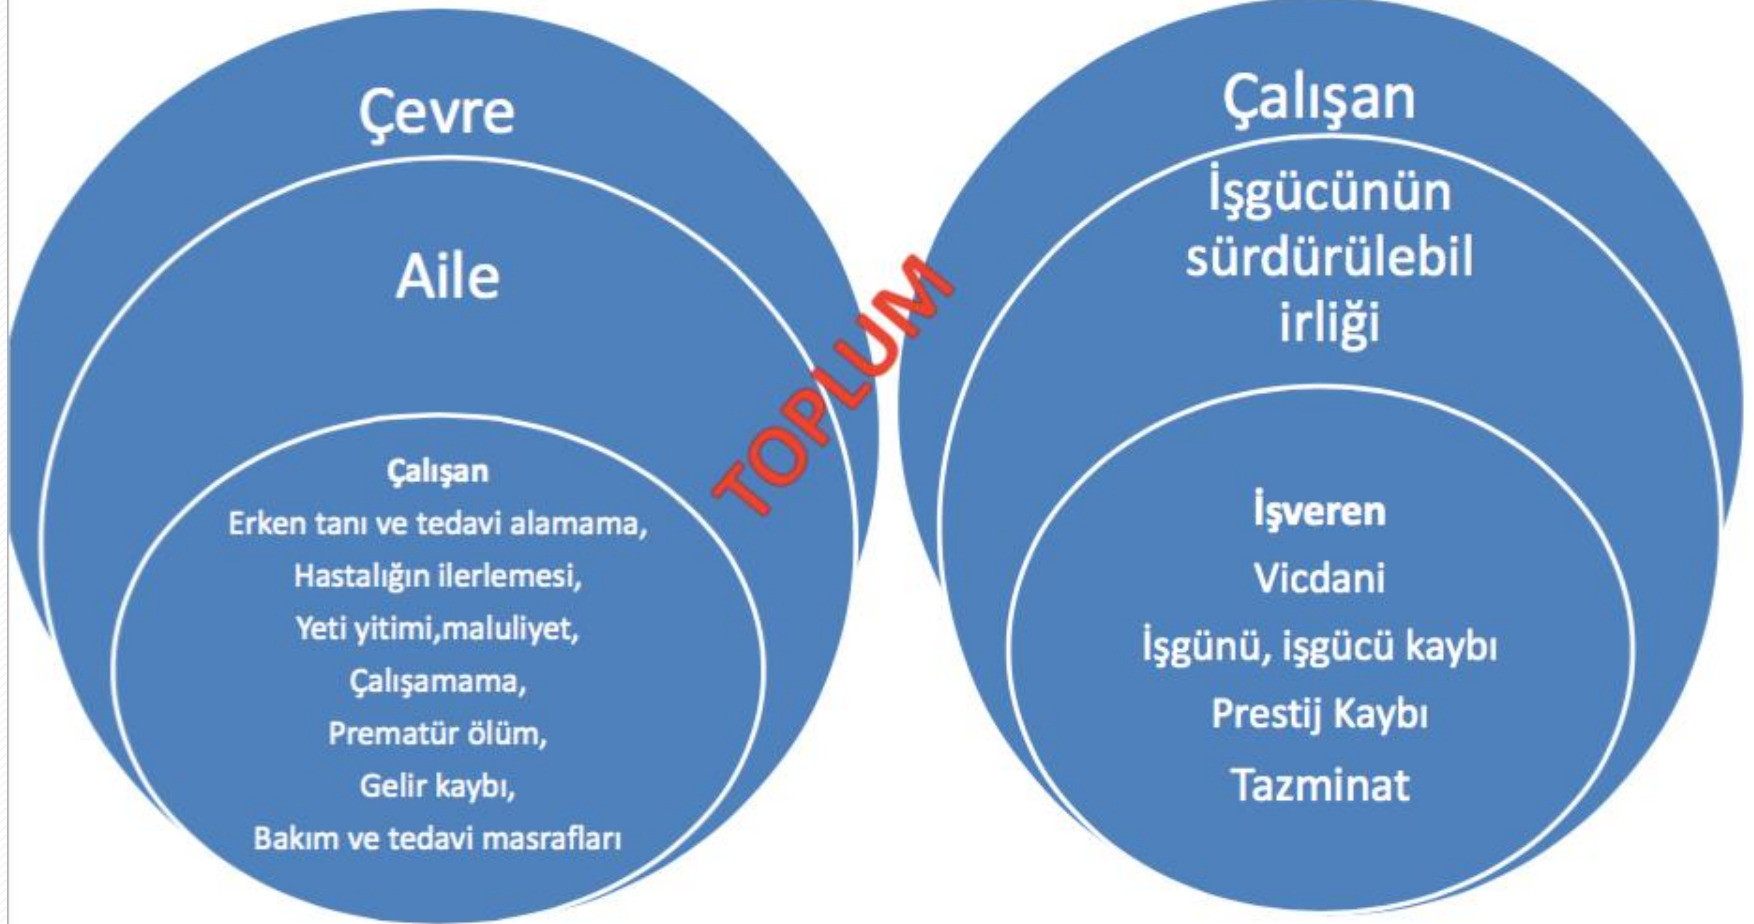 Çevre
Aile
Çalışan
Erken tanı ve tedavi alamama,
Hastalığın ilerlemesi,
Yeti yitimi,maluliyet,
Çalışamama,
Prematür ölüm,
Gelir kaybı,
Bakım ve tedavi masrafları
TOPLUM
Çalışan
İşgücünün
sürdürülebil
irliği
İşveren
Vicdani
İşgünü, işgücü kaybı
Prestij Kaybı
Tazminat